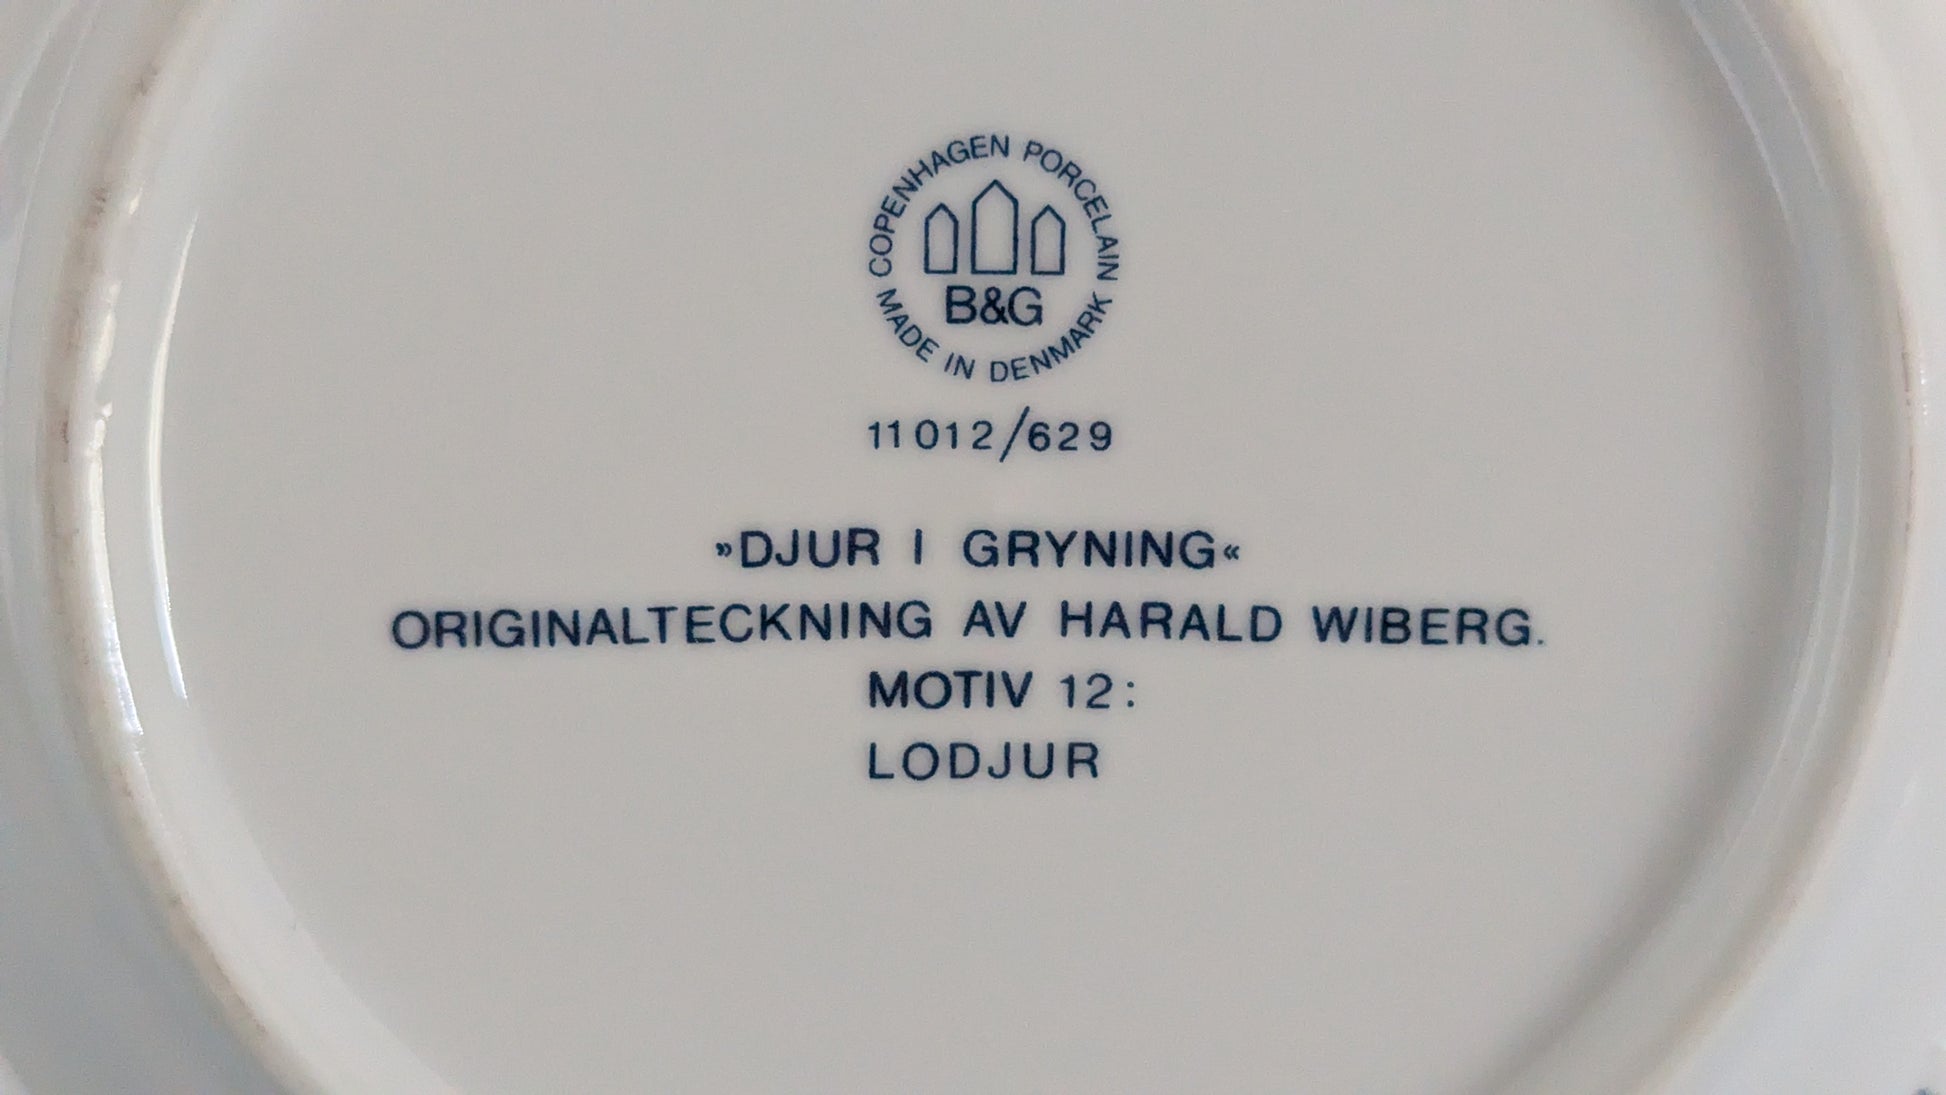 COPENHAGEN PORCELAIN
B&G
MADE IN DENMARK
11012/629
»DJUR I GRYNING«
ORIGINALTECKNING AV HARALD WIBERG.
MOTIV 12:
LODJUR